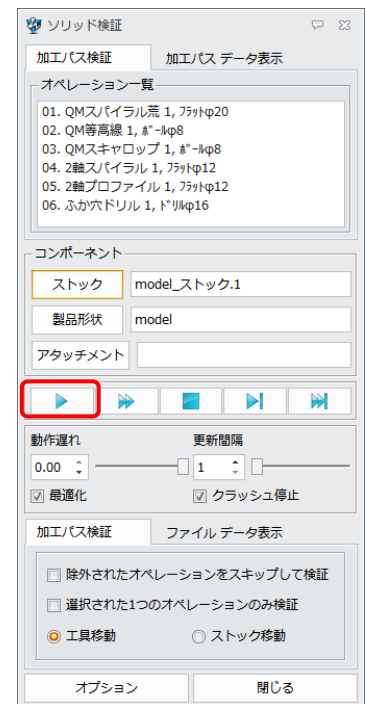 ソリッド検証
加工パス検証 加工パス データ表示
オペレーション一覧
01. QMスパイラル荒 1, ﾌﾗｯﾄφ20
02. QM等高線 1, ﾎﾞｰﾙφ8
03. QMスキャロップ 1, ﾎﾞｰﾙφ8
04. 2軸スパイラル 1, ﾌﾗｯﾄφ12
05. 2軸プロファイル 1, ﾌﾗｯﾄφ12
06. ふか穴ドリル 1, ﾄﾞﾘﾙφ16
コンポーネント
ストック model_ストック.1
製品形状 model
アタッチメント
動作遅れ 更新間隔
0.00 1
最適化 クラッシュ停止
加工パス検証 ファイル データ表示
除外されたオペレーションをスキップして検証
選択された1つのオペレーションのみ検証
工具移動 ストック移動
オプション 閉じる